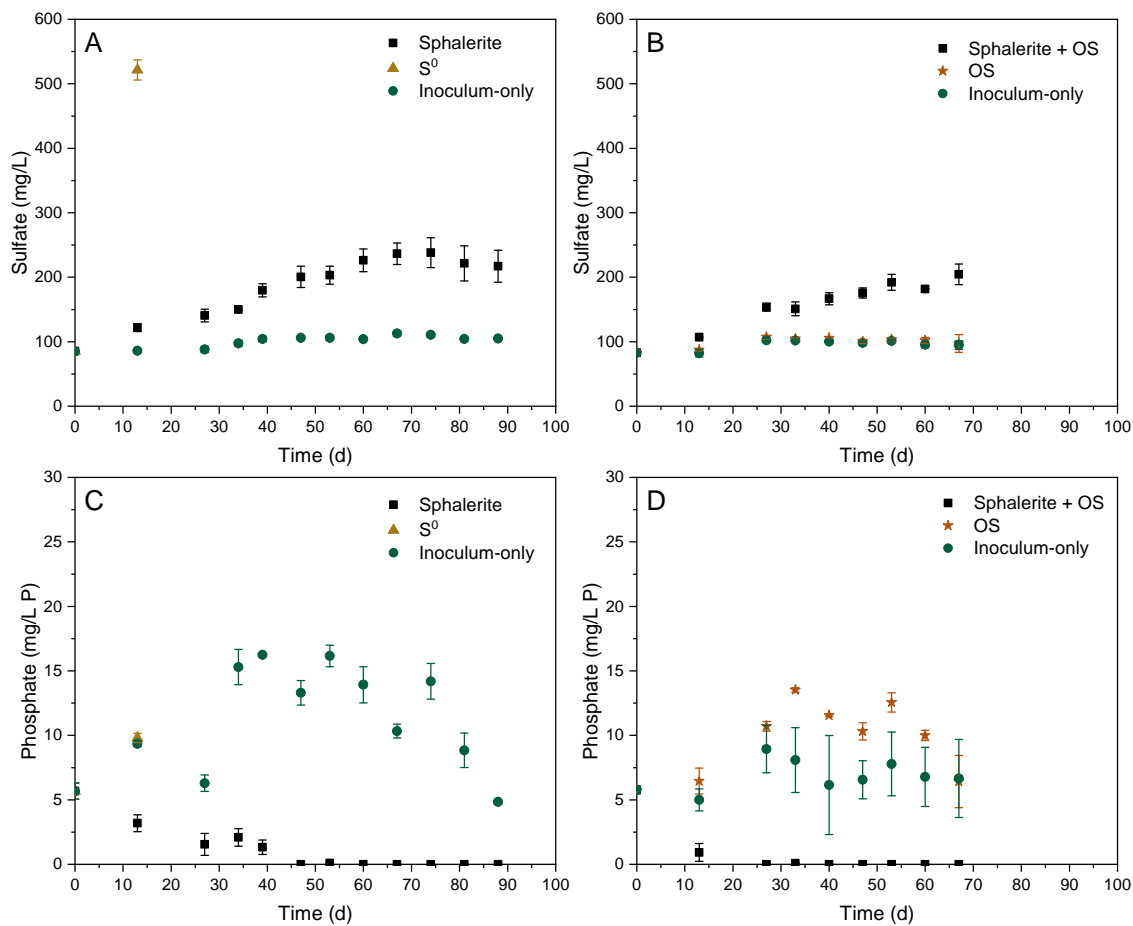 A
Sphalerite
S⁰
Inoculum-only
600
500
400
300
200
100
0
Sulfate (mg/L)
0 10 20 30 40 50 60 70 80 90 100
Time (d)
B
Sphalerite + OS
OS
Inoculum-only
600
500
400
300
200
100
0
Sulfate (mg/L)
0 10 20 30 40 50 60 70 80 90 100
Time (d)
C
Sphalerite
S⁰
Inoculum-only
30
25
20
15
10
5
0
Phosphate (mg/L P)
0 10 20 30 40 50 60 70 80 90 100
Time (d)
D
Sphalerite + OS
OS
Inoculum-only
30
25
20
15
10
5
0
Phosphate (mg/L P)
0 10 20 30 40 50 60 70 80 90 100
Time (d)